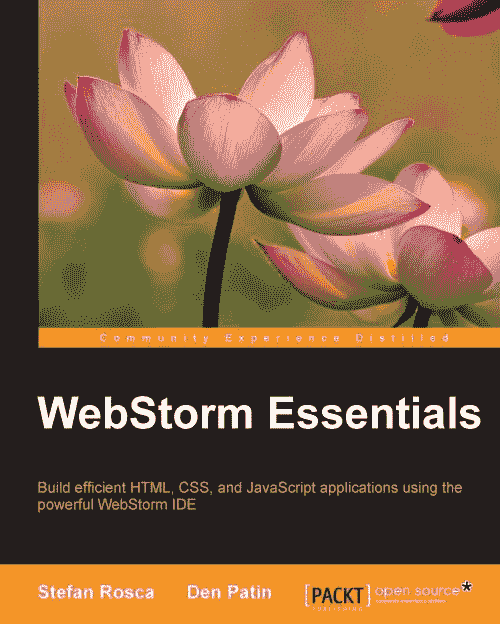 Community Experience Distilled
WebStorm Essentials
Build efficient HTML, CSS, and JavaScript applications using the
powerful WebStorm IDE
Stefan Rosca Den Patin [PACKT] open source*
PUBLISHING